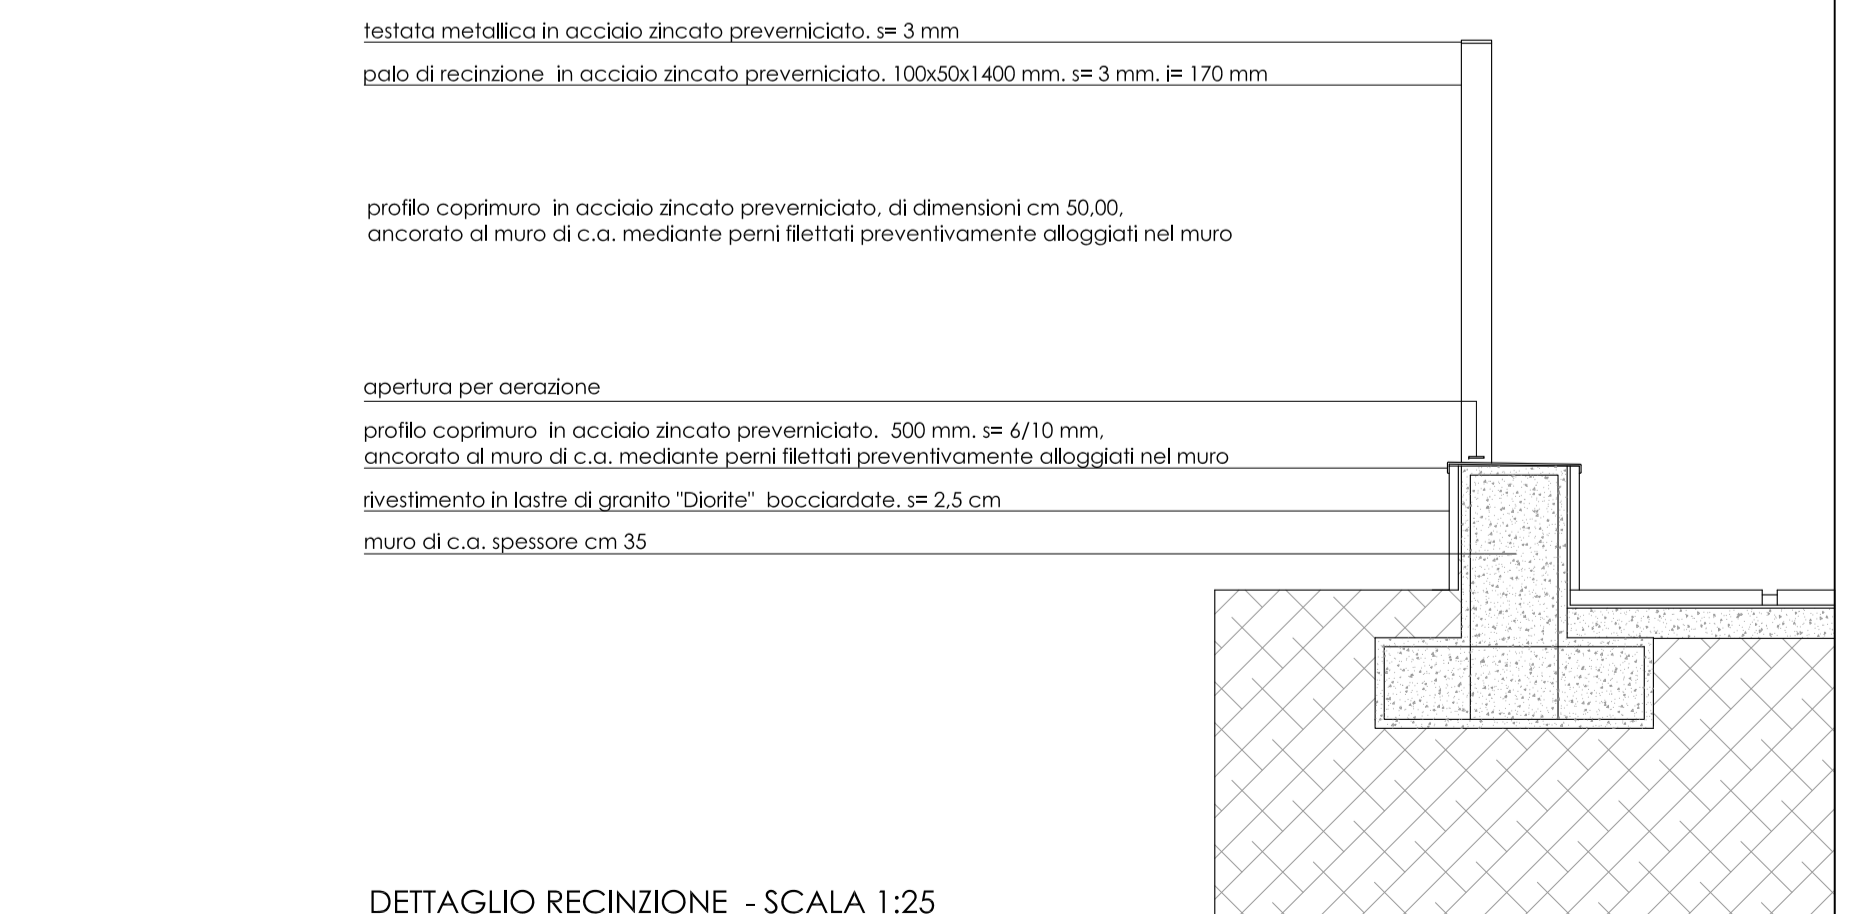 testata metallica in acciaio zincato preverniciato. s= 3 mm
palo di recinzione  in acciaio zincato preverniciato. 100x50x1400 mm. s= 3 mm. i= 170 mm
profilo coprimuro  in acciaio zincato preverniciato, di dimensioni cm 50,00,
ancorato al muro di c.a. mediante perni filettati preventivamente alloggiati nel muro
apertura per aerazione
profilo coprimuro  in acciaio zincato preverniciato.  500 mm. s= 6/10 mm,
ancorato al muro di c.a. mediante perni filettati preventivamente alloggiati nel muro
rivestimento in lastre di granito "Diorite"  bocciardate. s= 2,5 cm
muro di c.a. spessore cm 35
DETTAGLIO RECINZIONE  - SCALA 1:25